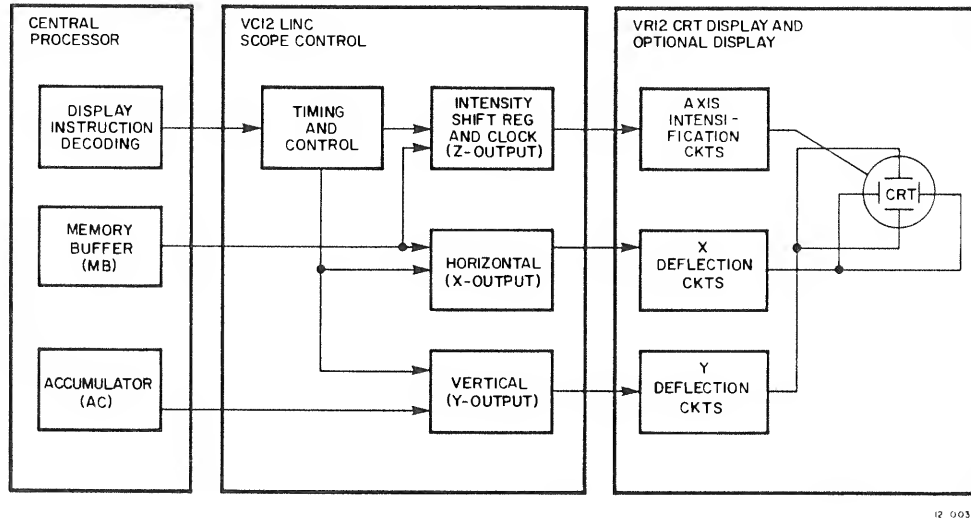 CENTRAL
PROCESSOR
VC12 LINC
SCOPE CONTROL
VR12 CRT DISPLAY AND
OPTIONAL DISPLAY
DISPLAY
INSTRUCTION
DECODING
TIMING
AND
CONTROL
INTENSITY
SHIFT REG
AND CLOCK
(Z-OUTPUT)
AXIS
INTENSI-
FICATION
CKTS
CRT
MEMORY
BUFFER
(MB)
HORIZONTAL
(X-OUTPUT)
X
DEFLECTION
CKTS
ACCUMULATOR
(AC)
VERTICAL
(Y-OUTPUT)
Y
DEFLECTION
CKTS
12 003